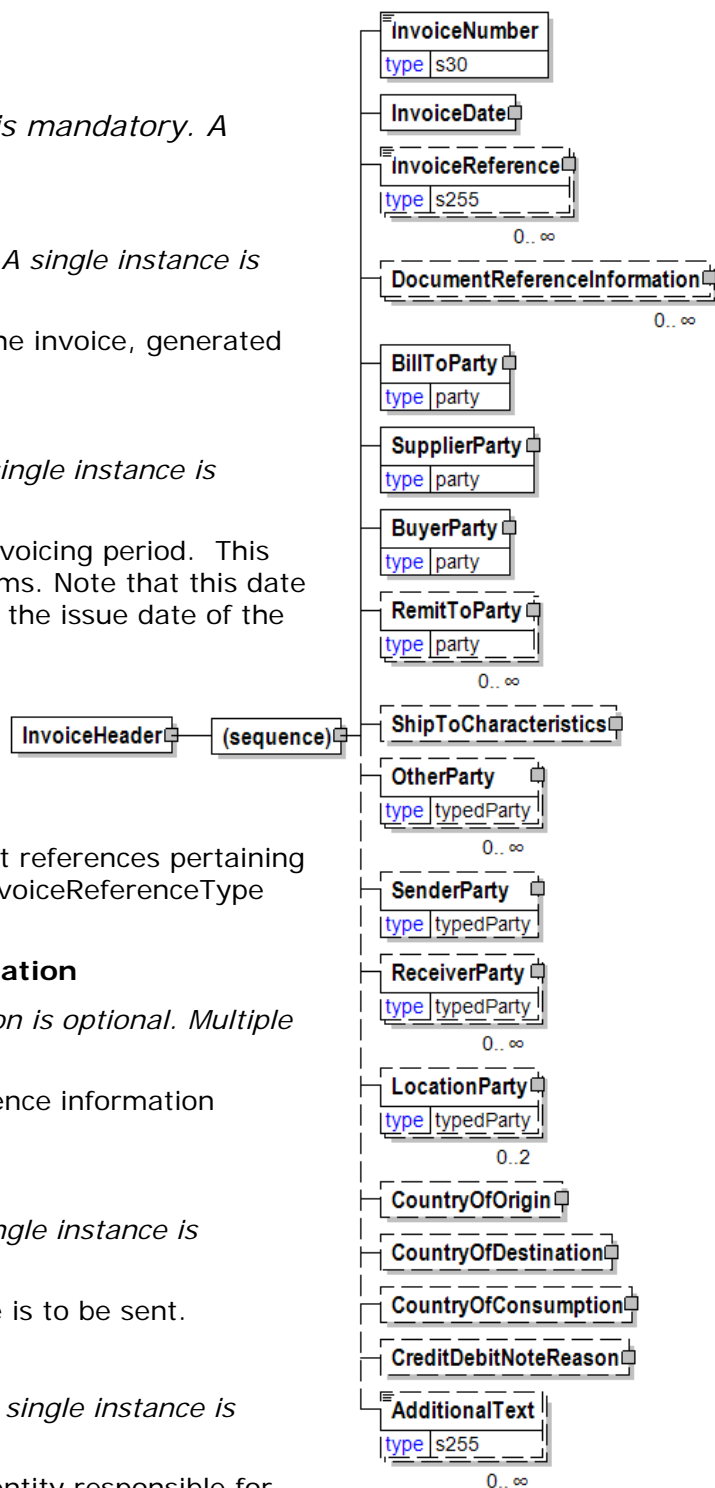 InvoiceNumber
type s30
is mandatory. A
InvoiceDate
InvoiceReference
type s255
0.. ∞
A single instance is
DocumentReferenceInformation
0.. ∞
he invoice, generated
BillToParty
type party
SupplierParty
type party
single instance is
BuyerParty
type party
nvoicing period. This
ms. Note that this date
the issue date of the
RemitToParty
type party
0.. ∞
InvoiceHeader
(sequence)
ShipToCharacteristics
OtherParty
type typedParty
0.. ∞
t references pertaining
nvoiceReferenceType
SenderParty
type typedParty
ation
on is optional. Multiple
ReceiverParty
type typedParty
0.. ∞
ence information
LocationParty
type typedParty
0..2
CountryOfOrigin
ngle instance is
CountryOfDestination
CountryOfConsumption
e is to be sent.
CreditDebitNoteReason
single instance is
AdditionalText
type s255
0.. ∞
entity responsible for